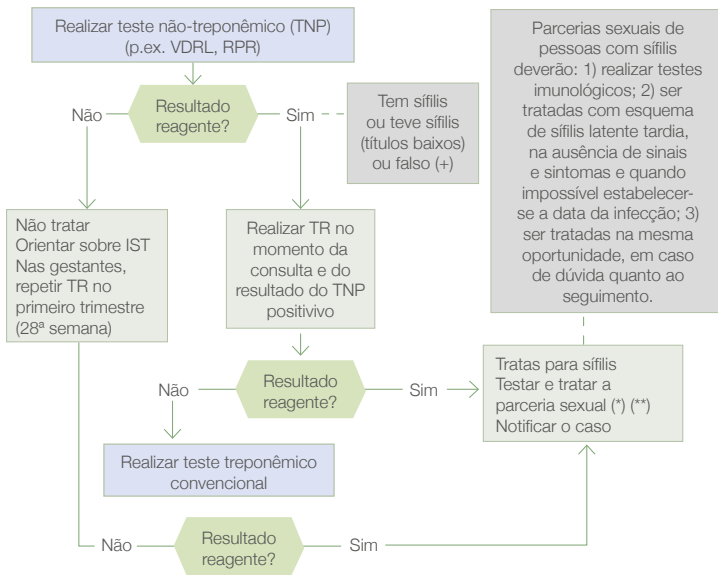 Realizar teste não-treponêmico (TNP)
(p.ex. VDRL, RPR)
Não
Resultado
reagente?
Sim
Tem sífilis
ou teve sífilis
(títulos baixos)
ou falso (+)
Parcerias sexuais de
pessoas com sífilis
deverão: 1) realizar testes
imunológicos; 2) ser
tratadas com esquema
de sífilis latente tardia,
na ausência de sinais
e sintomas e quando
impossível estabelecer-
se a data da infecção; 3)
ser tratadas na mesma
oportunidade, em caso
de dúvida quanto ao
seguimento.
Não tratar
Orientar sobre IST
Nas gestantes,
repetir TR no
primeiro trimestre
(28ª semana)
Realizar TR no
momento da
consulta e do
resultado do TNP
positivivo
Não
Resultado
reagente?
Sim
Tratas para sífilis
Testar e tratar a
parceria sexual (*) (**)
Notificar o caso
Realizar teste treponêmico
convencional
Não
Resultado
reagente?
Sim